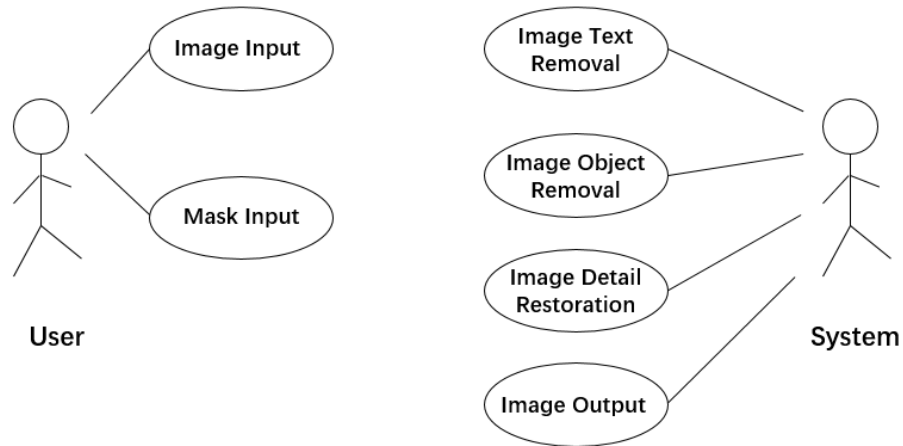 Image Input
Mask Input
User
Image Text
Removal
Image Object
Removal
Image Detail
Restoration
Image Output
System